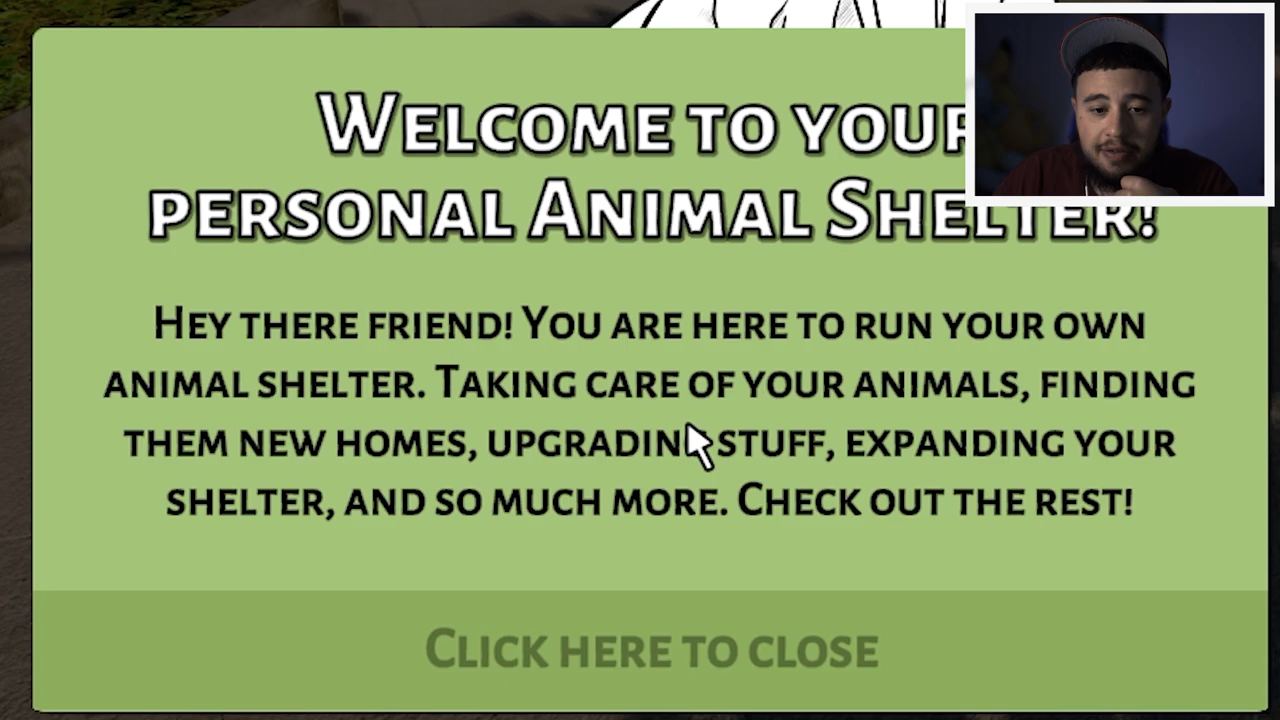 Welcome to your
personal Animal Shelter!
Hey there friend! You are here to run your own
animal shelter. Taking care of your animals, finding
them new homes, upgrading stuff, expanding your
shelter, and so much more. Check out the rest!
Click here to close